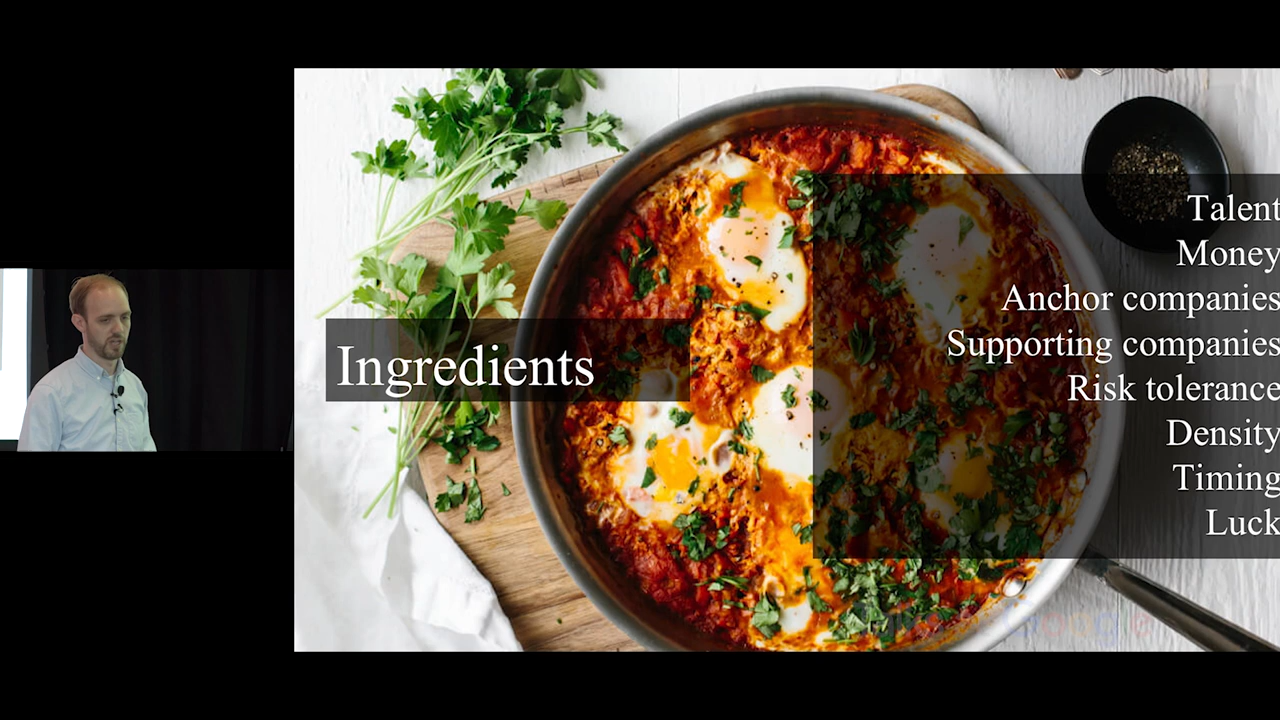 Ingredients
Talent
Money
Anchor companies
Supporting companies
Risk tolerance
Density
Timing
Luck